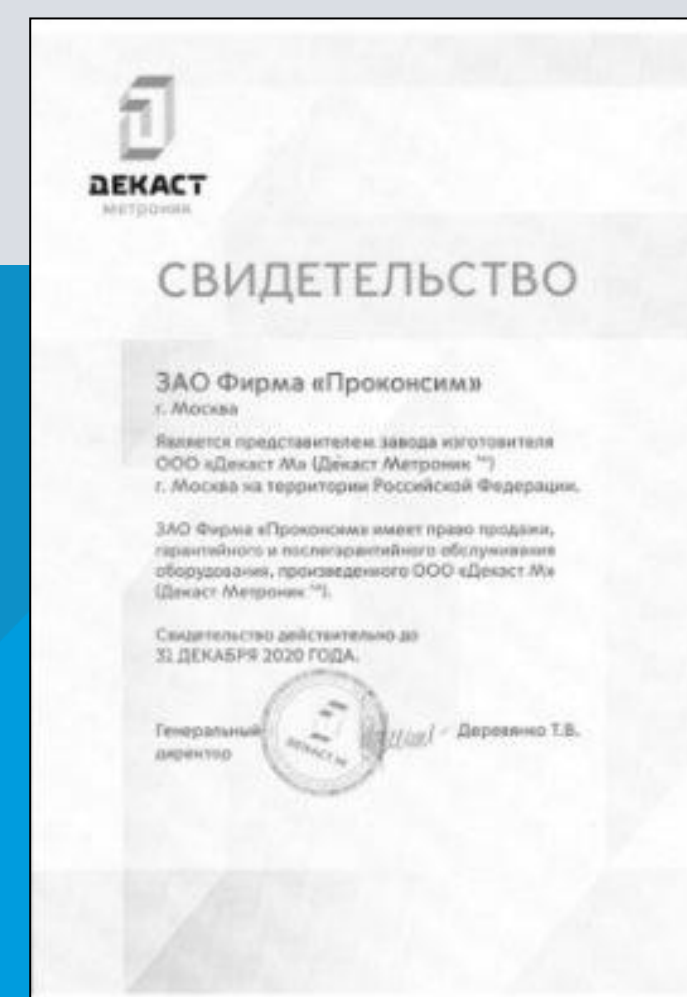 ДЕКАСТ
метроник
СВИДЕТЕЛЬСТВО
ЗАО Фирма «Проконсим»
г. Москва
Является представителем завода изготовителя
ООО «Декаст М» (Декаст Метроник ™)
г. Москва на территории Российской Федерации.
ЗАО Фирма «Проконсим» имеет право продажи,
гарантийного и послегарантийного обслуживания
оборудования, произведенного ООО «Декаст М»
(Декаст Метроник ™).
Свидетельство действительно до
31 ДЕКАБРЯ 2020 ГОДА.
Генеральный
директор
ДЕКАСТ М
Деревянко Т.В.